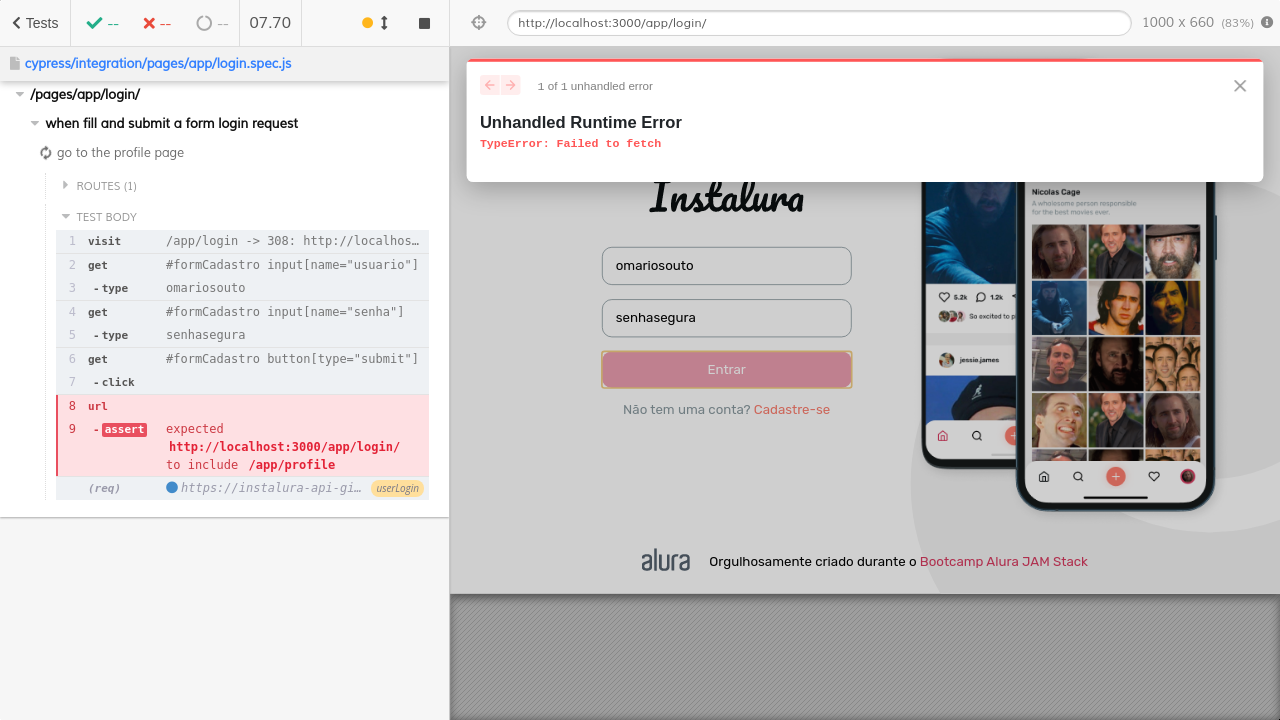 Tests
--
--
--
07.70
http://localhost:3000/app/login/
1000 x 660 (83%)
cypress/integration/pages/app/login.spec.js
/pages/app/login/
when fill and submit a form login request
go to the profile page
ROUTES (1)
TEST BODY
1 visit /app/login -> 308: http://localhos…
2 get #formCadastro input[name="usuario"]
3 -type omariosouto
4 get #formCadastro input[name="senha"]
5 -type senhasegura
6 get #formCadastro button[type="submit"]
7 -click
8 url
9 -assert expected
http://localhost:3000/app/login/
to include /app/profile
(req) https://instalura-api-gi… userLogin
1 of 1 unhandled error
Unhandled Runtime Error
TypeError: Failed to fetch
Instalura
omariosouto
senhasegura
Entrar
Não tem uma conta? Cadastre-se
Nicolas Cage
A wholesome person responsible
for the best movies ever.
5.2k 1.2k
So excited to p
jessie.james
alura Orgulhosamente criado durante o Bootcamp Alura JAM Stack